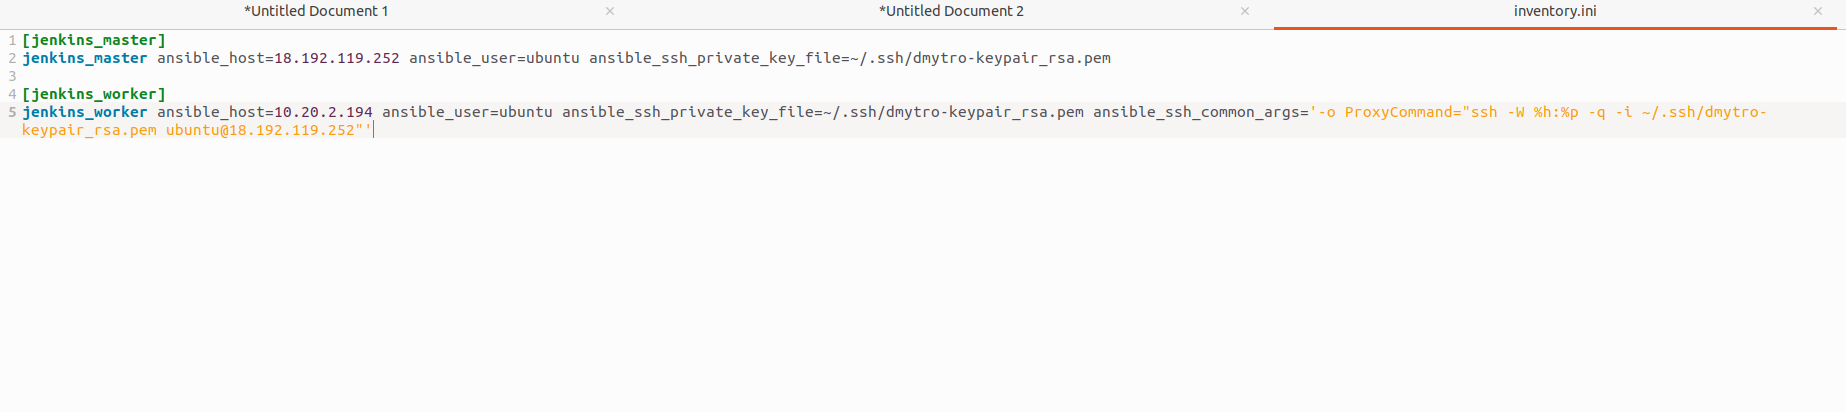 *Untitled Document 1 × *Untitled Document 2 × inventory.ini ×
1 [jenkins_master]
2 jenkins_master ansible_host=18.192.119.252 ansible_user=ubuntu ansible_ssh_private_key_file=~/.ssh/dmytro-keypair_rsa.pem
3
4 [jenkins_worker]
5 jenkins_worker ansible_host=10.20.2.194 ansible_user=ubuntu ansible_ssh_private_key_file=~/.ssh/dmytro-keypair_rsa.pem ansible_ssh_common_args='-o ProxyCommand="ssh -W %h:%p -q -i ~/.ssh/dmytro-
keypair_rsa.pem ubuntu@18.192.119.252"'